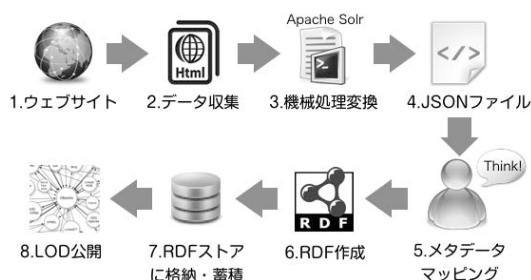 Apache Solr
Html
</>
1.ウェブサイト
2.データ収集
3.機械処理変換
4.JSONファイル
Think!
RDF
8.LOD公開
7.RDFストア
に格納・蓄積
6.RDF作成
5.メタデータ
マッピング